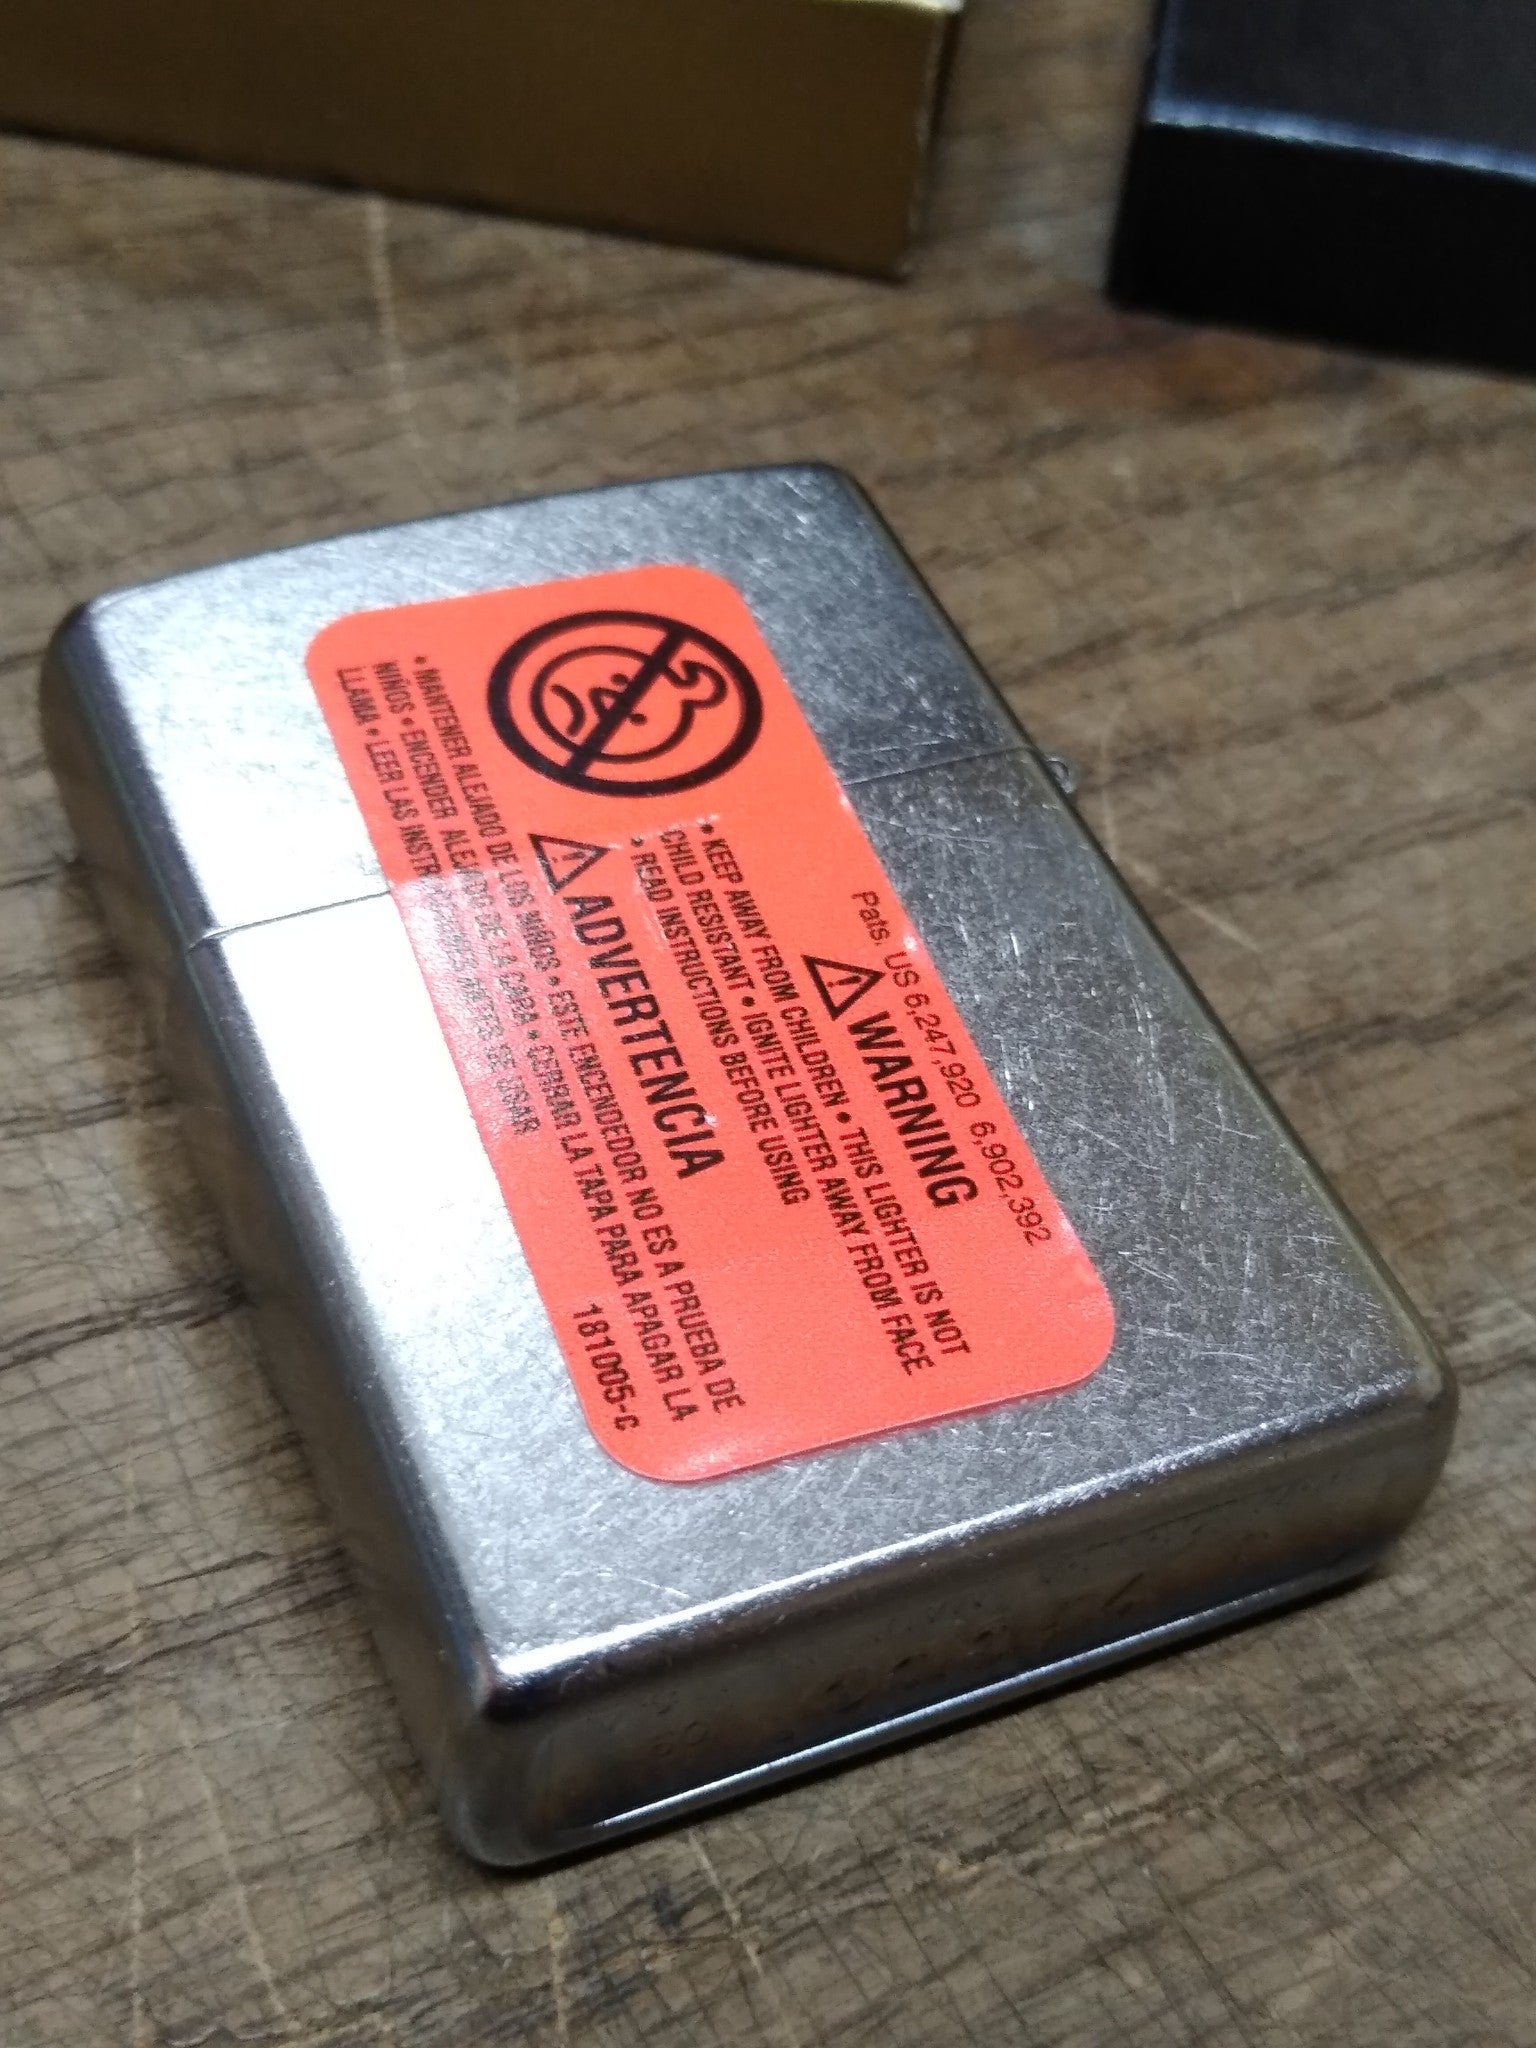 Pats. US 6,247,920 6,902,392
WARNING
• KEEP AWAY FROM CHILDREN • THIS LIGHTER IS NOT
CHILD RESISTANT • IGNITE LIGHTER AWAY FROM FACE
• READ INSTRUCTIONS BEFORE USING
ADVERTENCIA
• MANTENER ALEJADO DE LOS NIÑOS • ESTE ENCENDEDOR NO ES A PRUEBA DE
NIÑOS • ENCENDER ALEJADO DE LA CARA • CERRAR LA TAPA PARA APAGAR LA
LLAMA • LEER LAS INSTRUCCIONES ANTES DE USAR
181005-C